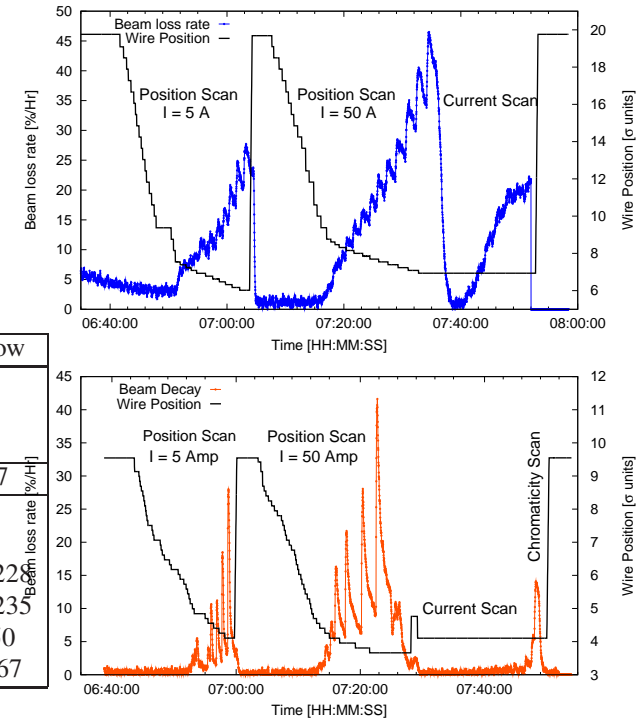 50
45
40
35
30
25
20
15
10
5
0
Beam loss rate [%/Hr]
Beam loss rate
Wire Position
Position Scan
I = 5 A
Position Scan
I = 50 A
Current Scan
20
18
16
14
12
10
8
6
Wire Position [σ units]
06:40:00 07:00:00 07:20:00 07:40:00 08:00:00
Time [HH:MM:SS]
ow
7
228
235
67
45
40
35
30
25
20
15
10
5
0
Beam loss rate [%/Hr]
Beam Decay
Wire Position
Position Scan
I = 5 Amp
Position Scan
I = 50 Amp
Current Scan
Chromaticity Scan
12
11
10
9
8
7
6
5
4
3
Wire Position [σ units]
06:40:00 07:00:00 07:20:00 07:40:00
Time [HH:MM:SS]